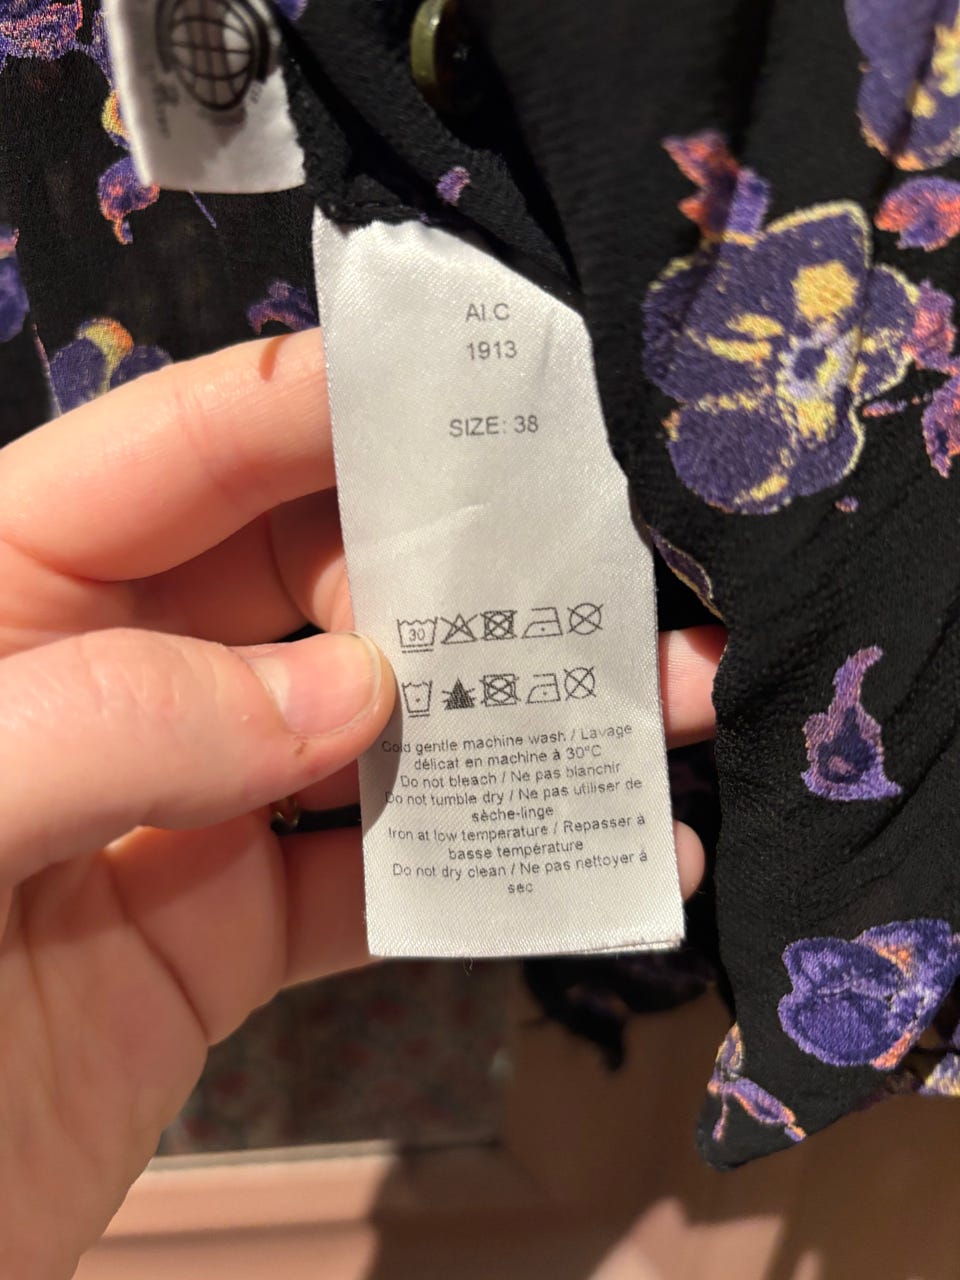 AI.C
1913
SIZE: 38
30
Cold gentle machine wash / Lavage
délicat en machine à 30°C
Do not bleach / Ne pas blanchir
Do not tumble dry / Ne pas utiliser de
sèche-linge
Iron at low temperature / Repasser à
basse température
Do not dry clean / Ne pas nettoyer à
sec